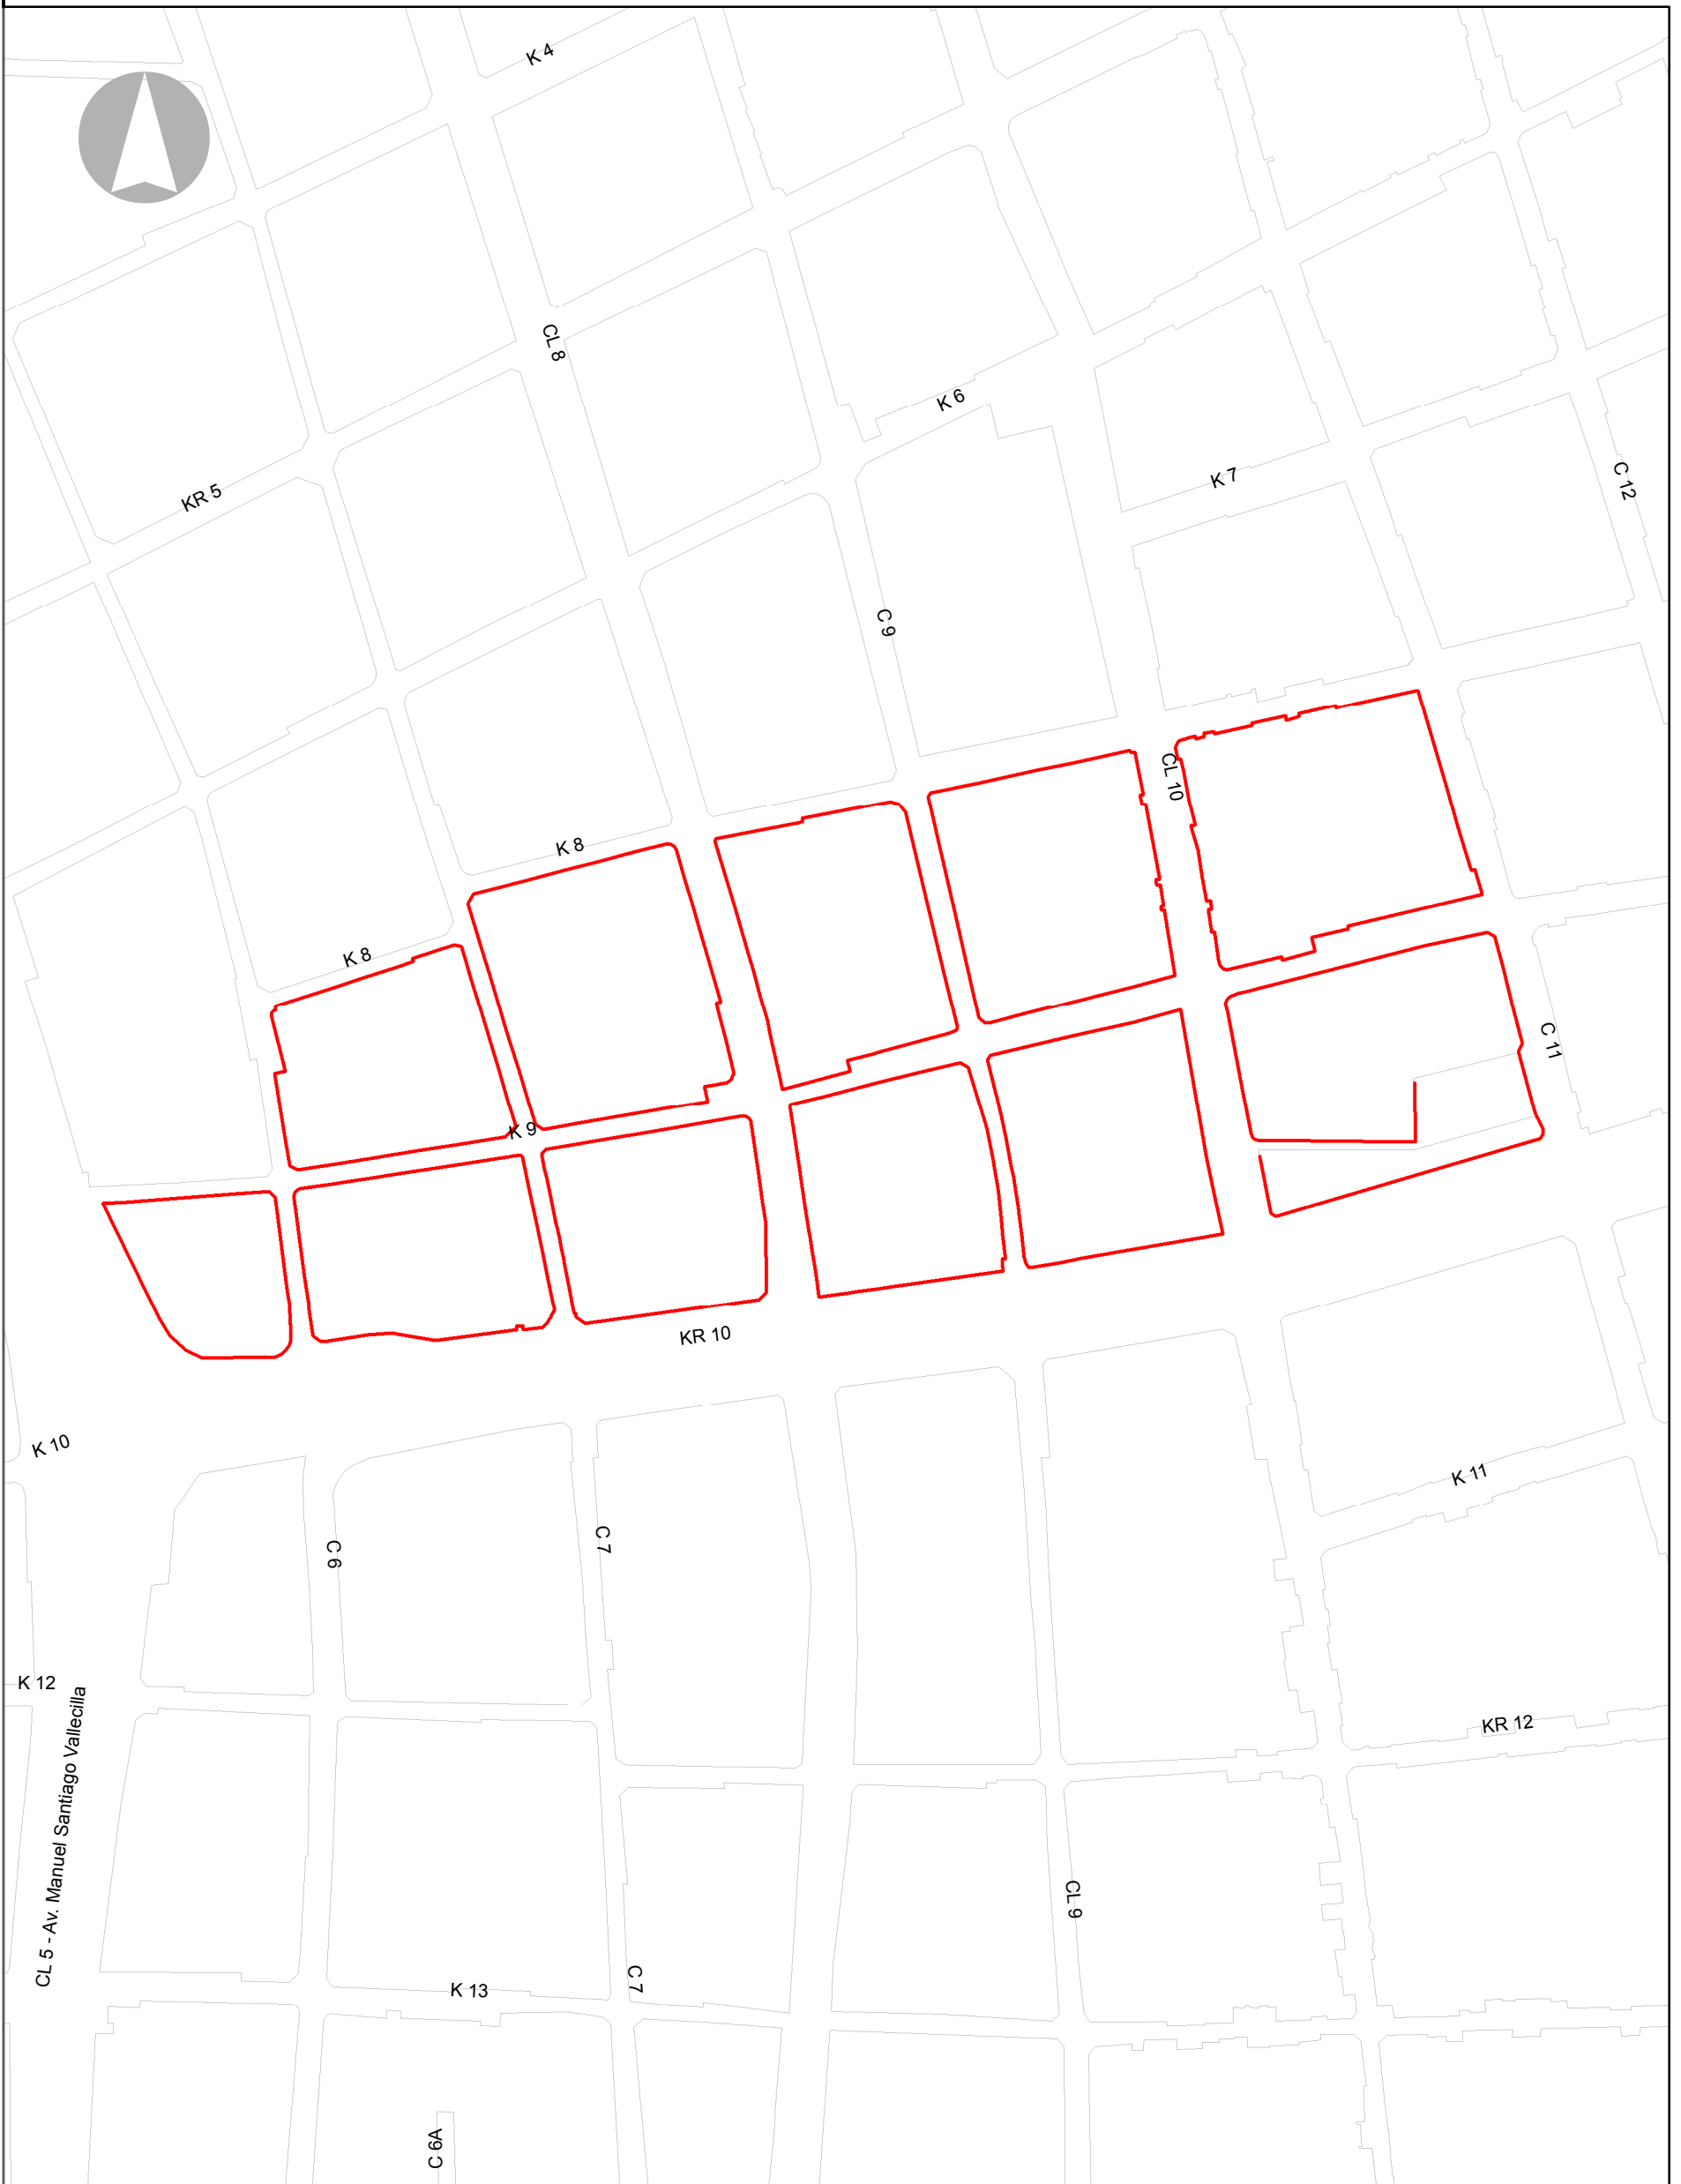 K 4
CL 8
K 6
K 7
C 12
KR 5
C 9
CL 10
K 8
K 8
C 11
K 9
KR 10
K 10
K 11
C 6
C 7
K 12
KR 12
CL 5 - Av. Manuel Santiago Vallecilla
CL 9
K 13
C 7
C 6A